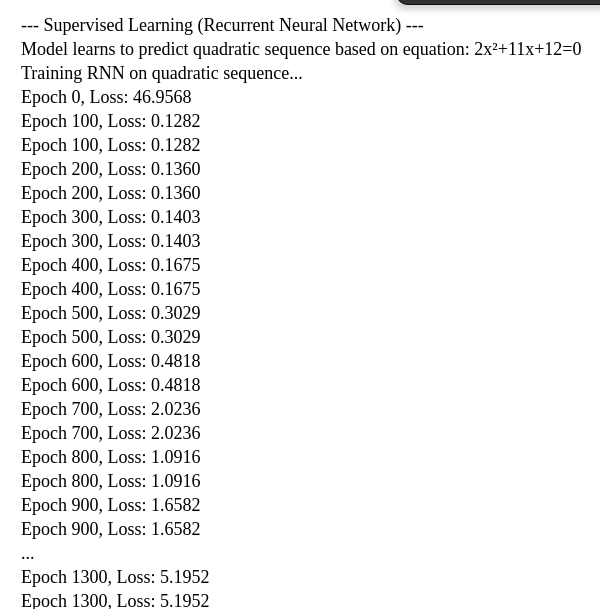 --- Supervised Learning (Recurrent Neural Network) ---
Model learns to predict quadratic sequence based on equation: 2x²+11x+12=0
Training RNN on quadratic sequence...
Epoch 0, Loss: 46.9568
Epoch 100, Loss: 0.1282
Epoch 100, Loss: 0.1282
Epoch 200, Loss: 0.1360
Epoch 200, Loss: 0.1360
Epoch 300, Loss: 0.1403
Epoch 300, Loss: 0.1403
Epoch 400, Loss: 0.1675
Epoch 400, Loss: 0.1675
Epoch 500, Loss: 0.3029
Epoch 500, Loss: 0.3029
Epoch 600, Loss: 0.4818
Epoch 600, Loss: 0.4818
Epoch 700, Loss: 2.0236
Epoch 700, Loss: 2.0236
Epoch 800, Loss: 1.0916
Epoch 800, Loss: 1.0916
Epoch 900, Loss: 1.6582
Epoch 900, Loss: 1.6582
...
Epoch 1300, Loss: 5.1952
Epoch 1300, Loss: 5.1952